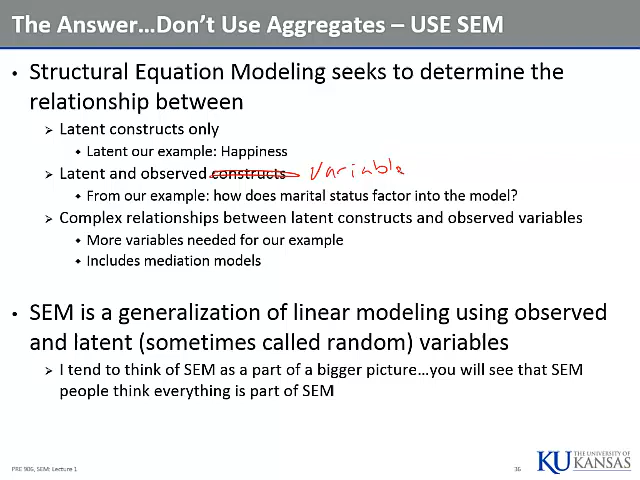 The Answer…Don't Use Aggregates – USE SEM
• Structural Equation Modeling seeks to determine the
relationship between
➢ Latent constructs only
✦ Latent our example: Happiness
➢ Latent and observed constructs Variable
✦ From our example: how does marital status factor into the model?
➢ Complex relationships between latent constructs and observed variables
✦ More variables needed for our example
✦ Includes mediation models
• SEM is a generalization of linear modeling using observed
and latent (sometimes called random) variables
➢ I tend to think of SEM as a part of a bigger picture…you will see that SEM
people think everything is part of SEM
PRE 906, SEM: Lecture 1
36
KU THE UNIVERSITY OF
KANSAS